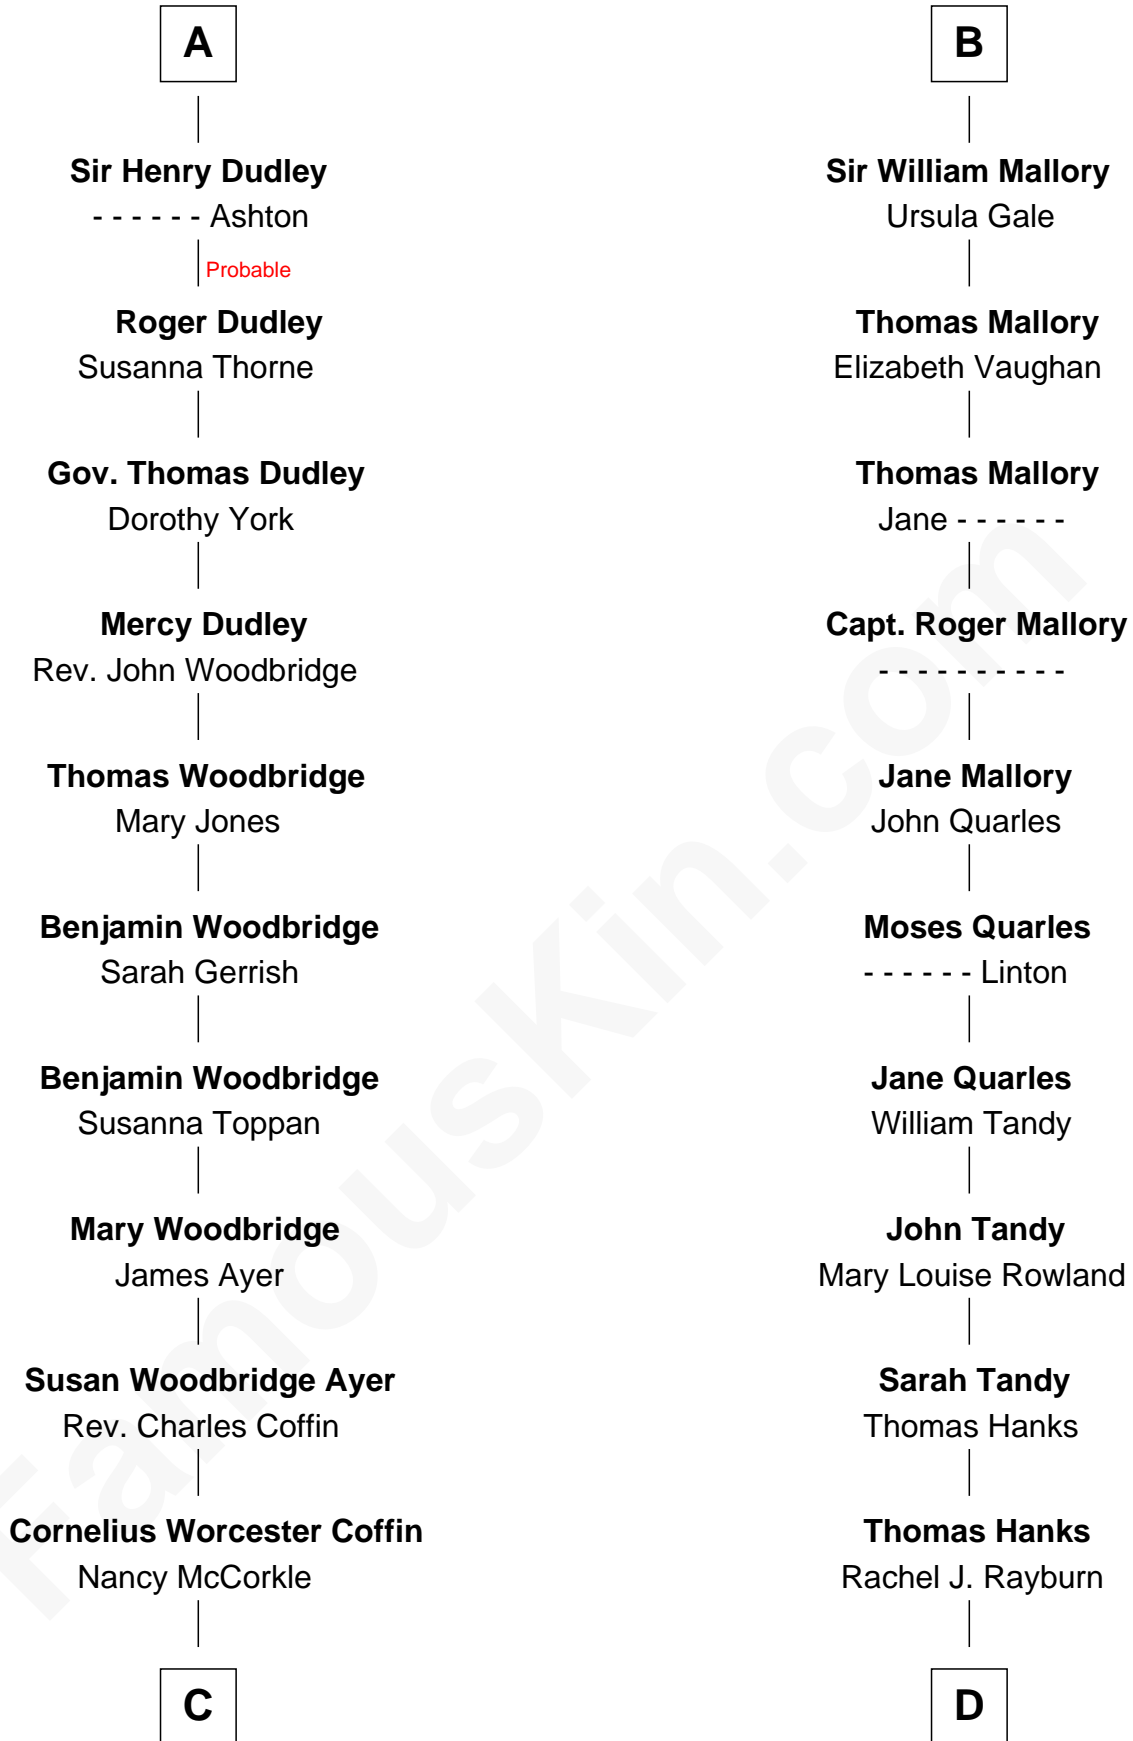 A
Sir Henry Dudley
- - - - - - Ashton
Probable
Roger Dudley
Susanna Thorne
Gov. Thomas Dudley
Dorothy York
Mercy Dudley
Rev. John Woodbridge
Thomas Woodbridge
Mary Jones
Benjamin Woodbridge
Sarah Gerrish
Benjamin Woodbridge
Susanna Toppan
Mary Woodbridge
James Ayer
Susan Woodbridge Ayer
Rev. Charles Coffin
Cornelius Worcester Coffin
Nancy McCorkle
C
B
Sir William Mallory
Ursula Gale
Thomas Mallory
Elizabeth Vaughan
Thomas Mallory
Jane - - - - - -
Capt. Roger Mallory
- - - - - - - - - -
Jane Mallory
John Quarles
Moses Quarles
- - - - - - Linton
Jane Quarles
William Tandy
John Tandy
Mary Louise Rowland
Sarah Tandy
Thomas Hanks
Thomas Hanks
Rachel J. Rayburn
D
FamousKin.com